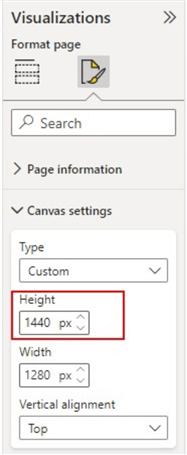 Visualizations
Format page
Search
Page information
Canvas settings
Type
Custom
Height
1440 px
Width
1280 px
Vertical alignment
Top